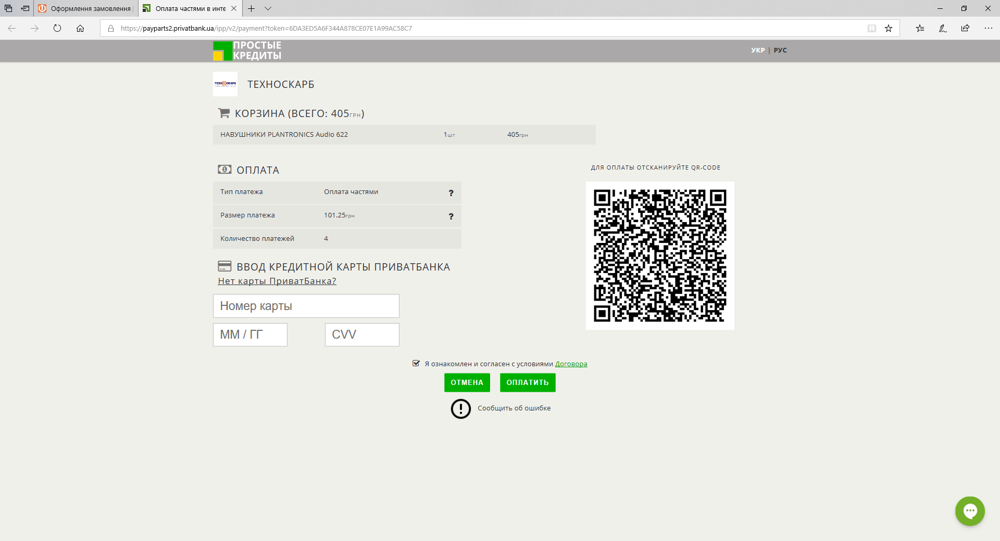 Оформлення замовлення
Оплата частями в инте
https://payparts2.privatbank.ua/ipp/v2/payment?token=6DA3ED5A6F344A878CE07E1A99AC58C7
ПРОСТЫЕ
КРЕДИТЫ
УКР | РУС
ТЕХНОСКАРБ
ТЕХНОСКАРБ
КОРЗИНА (ВСЕГО: 405грн)
НАВУШНИКИ PLANTRONICS Audio 622 1шт 405грн
ОПЛАТА
ДЛЯ ОПЛАТЫ ОТСКАНИРУЙТЕ QR-CODE
Тип платежа Оплата частями ?
Размер платежа 101.25грн ?
Количество платежей 4
ВВОД КРЕДИТНОЙ КАРТЫ ПРИВАТБАНКА
Нет карты ПриватБанка?
Номер карты
ММ / ГГ CVV
Я ознакомлен и согласен с условиями Договора
ОТМЕНА ОПЛАТИТЬ
Сообщить об ошибке